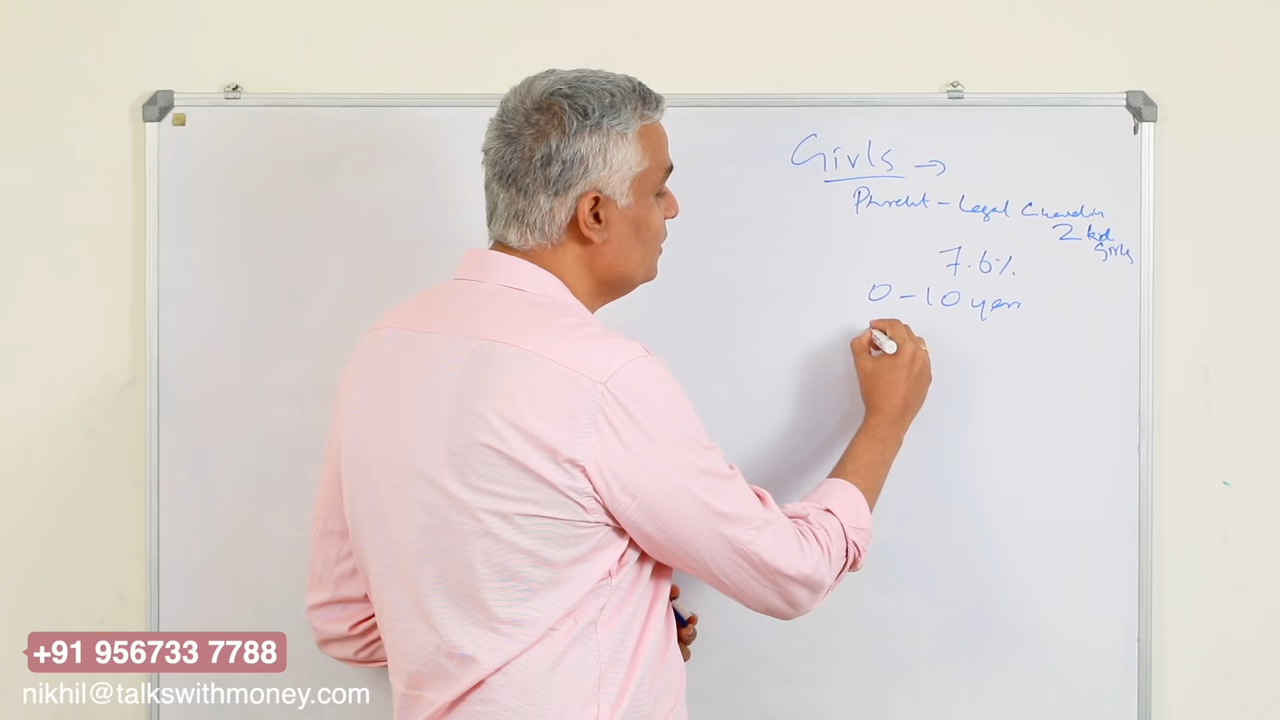 Girls →
Parent - Legal Guardian
2 kid
Girls
7.6%
0-10 years
+91 956733 7788
nikhil@talkswithmoney.com